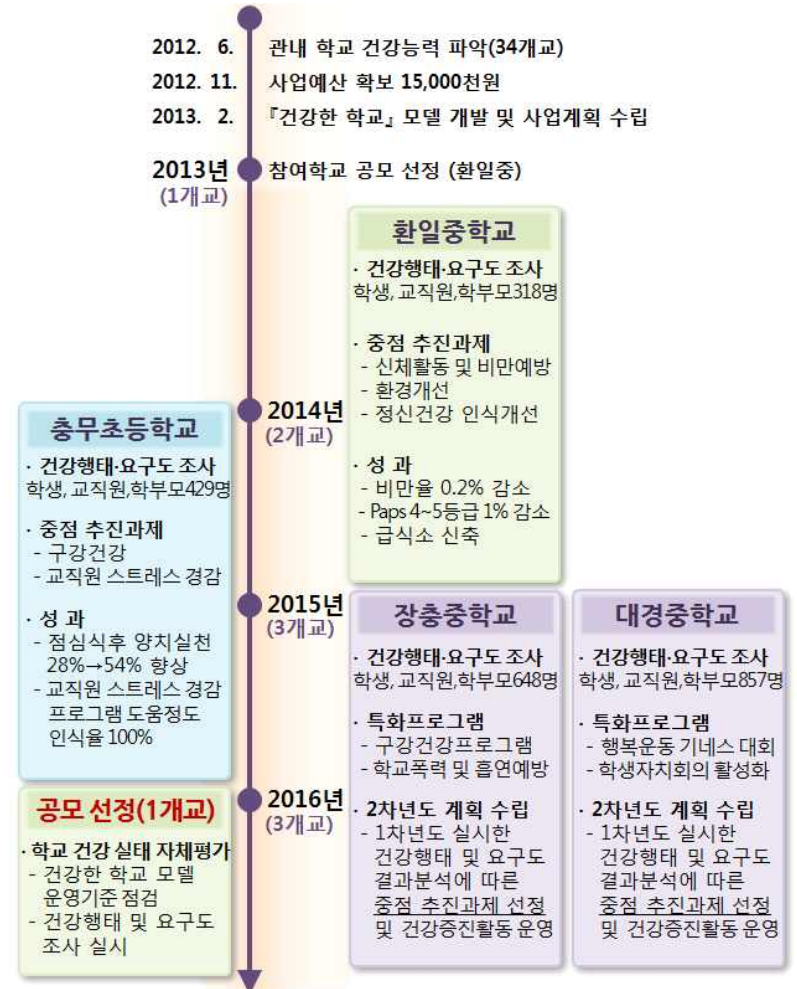 2012. 6. 관내 학교 건강능력 파악(34개교)
2012. 11. 사업예산 확보 15,000천원
2013. 2. 『건강한 학교』 모델 개발 및 사업계획 수립
2013년 참여학교 공모 선정 (환일중)
(1개교)
환일중학교
· 건강행태·요구도 조사
학생, 교직원,학부모318명
· 중점 추진과제
- 신체활동 및 비만예방
- 환경개선
- 정신건강 인식개선
· 성 과
- 비만율 0.2% 감소
- Paps 4~5등급 1% 감소
- 급식소 신축
2014년
(2개교)
충무초등학교
· 건강행태·요구도 조사
학생, 교직원,학부모429명
· 중점 추진과제
- 구강건강
- 교직원 스트레스 경감
· 성 과
- 점심식후 양치실천
28%→54% 향상
- 교직원 스트레스 경감
프로그램 도움정도
인식율 100%
2015년
(3개교)
장충중학교
· 건강행태·요구도 조사
학생, 교직원,학부모648명
· 특화프로그램
- 구강건강프로그램
- 학교폭력 및 흡연예방
· 2차년도 계획 수립
- 1차년도 실시한
건강행태 및 요구도
결과분석에 따른
중점 추진과제 선정
및 건강증진활동 운영
대경중학교
· 건강행태·요구도 조사
학생, 교직원,학부모857명
· 특화프로그램
- 행복운동 기네스 대회
- 학생자치회의 활성화
· 2차년도 계획 수립
- 1차년도 실시한
건강행태 및 요구도
결과분석에 따른
중점 추진과제 선정
및 건강증진활동 운영
2016년
(3개교)
공모 선정(1개교)
· 학교 건강 실태 자체평가
- 건강한 학교 모델
운영기준 점검
- 건강행태 및 요구도
조사 실시